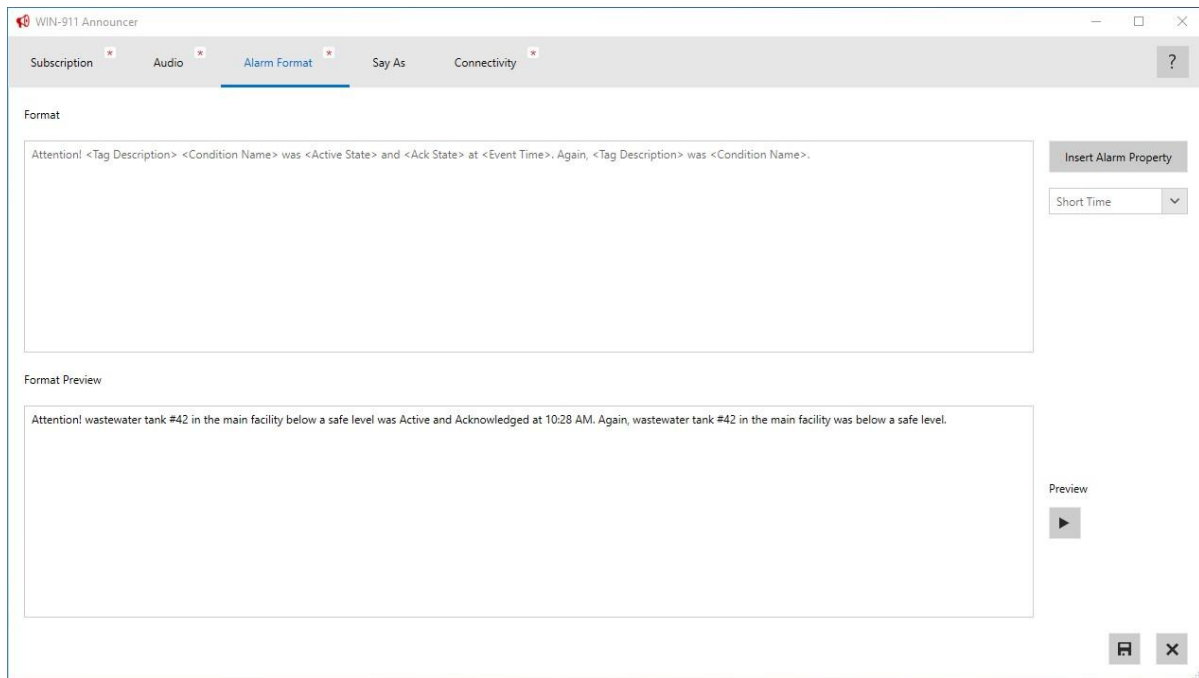 WIN-911 Announcer
Subscription * Audio * Alarm Format * Say As Connectivity * ?
Format
Attention! <Tag Description> <Condition Name> was <Active State> and <Ack State> at <Event Time>. Again, <Tag Description> was <Condition Name>.
Insert Alarm Property
Short Time
Format Preview
Attention! wastewater tank #42 in the main facility below a safe level was Active and Acknowledged at 10:28 AM. Again, wastewater tank #42 in the main facility was below a safe level.
Preview